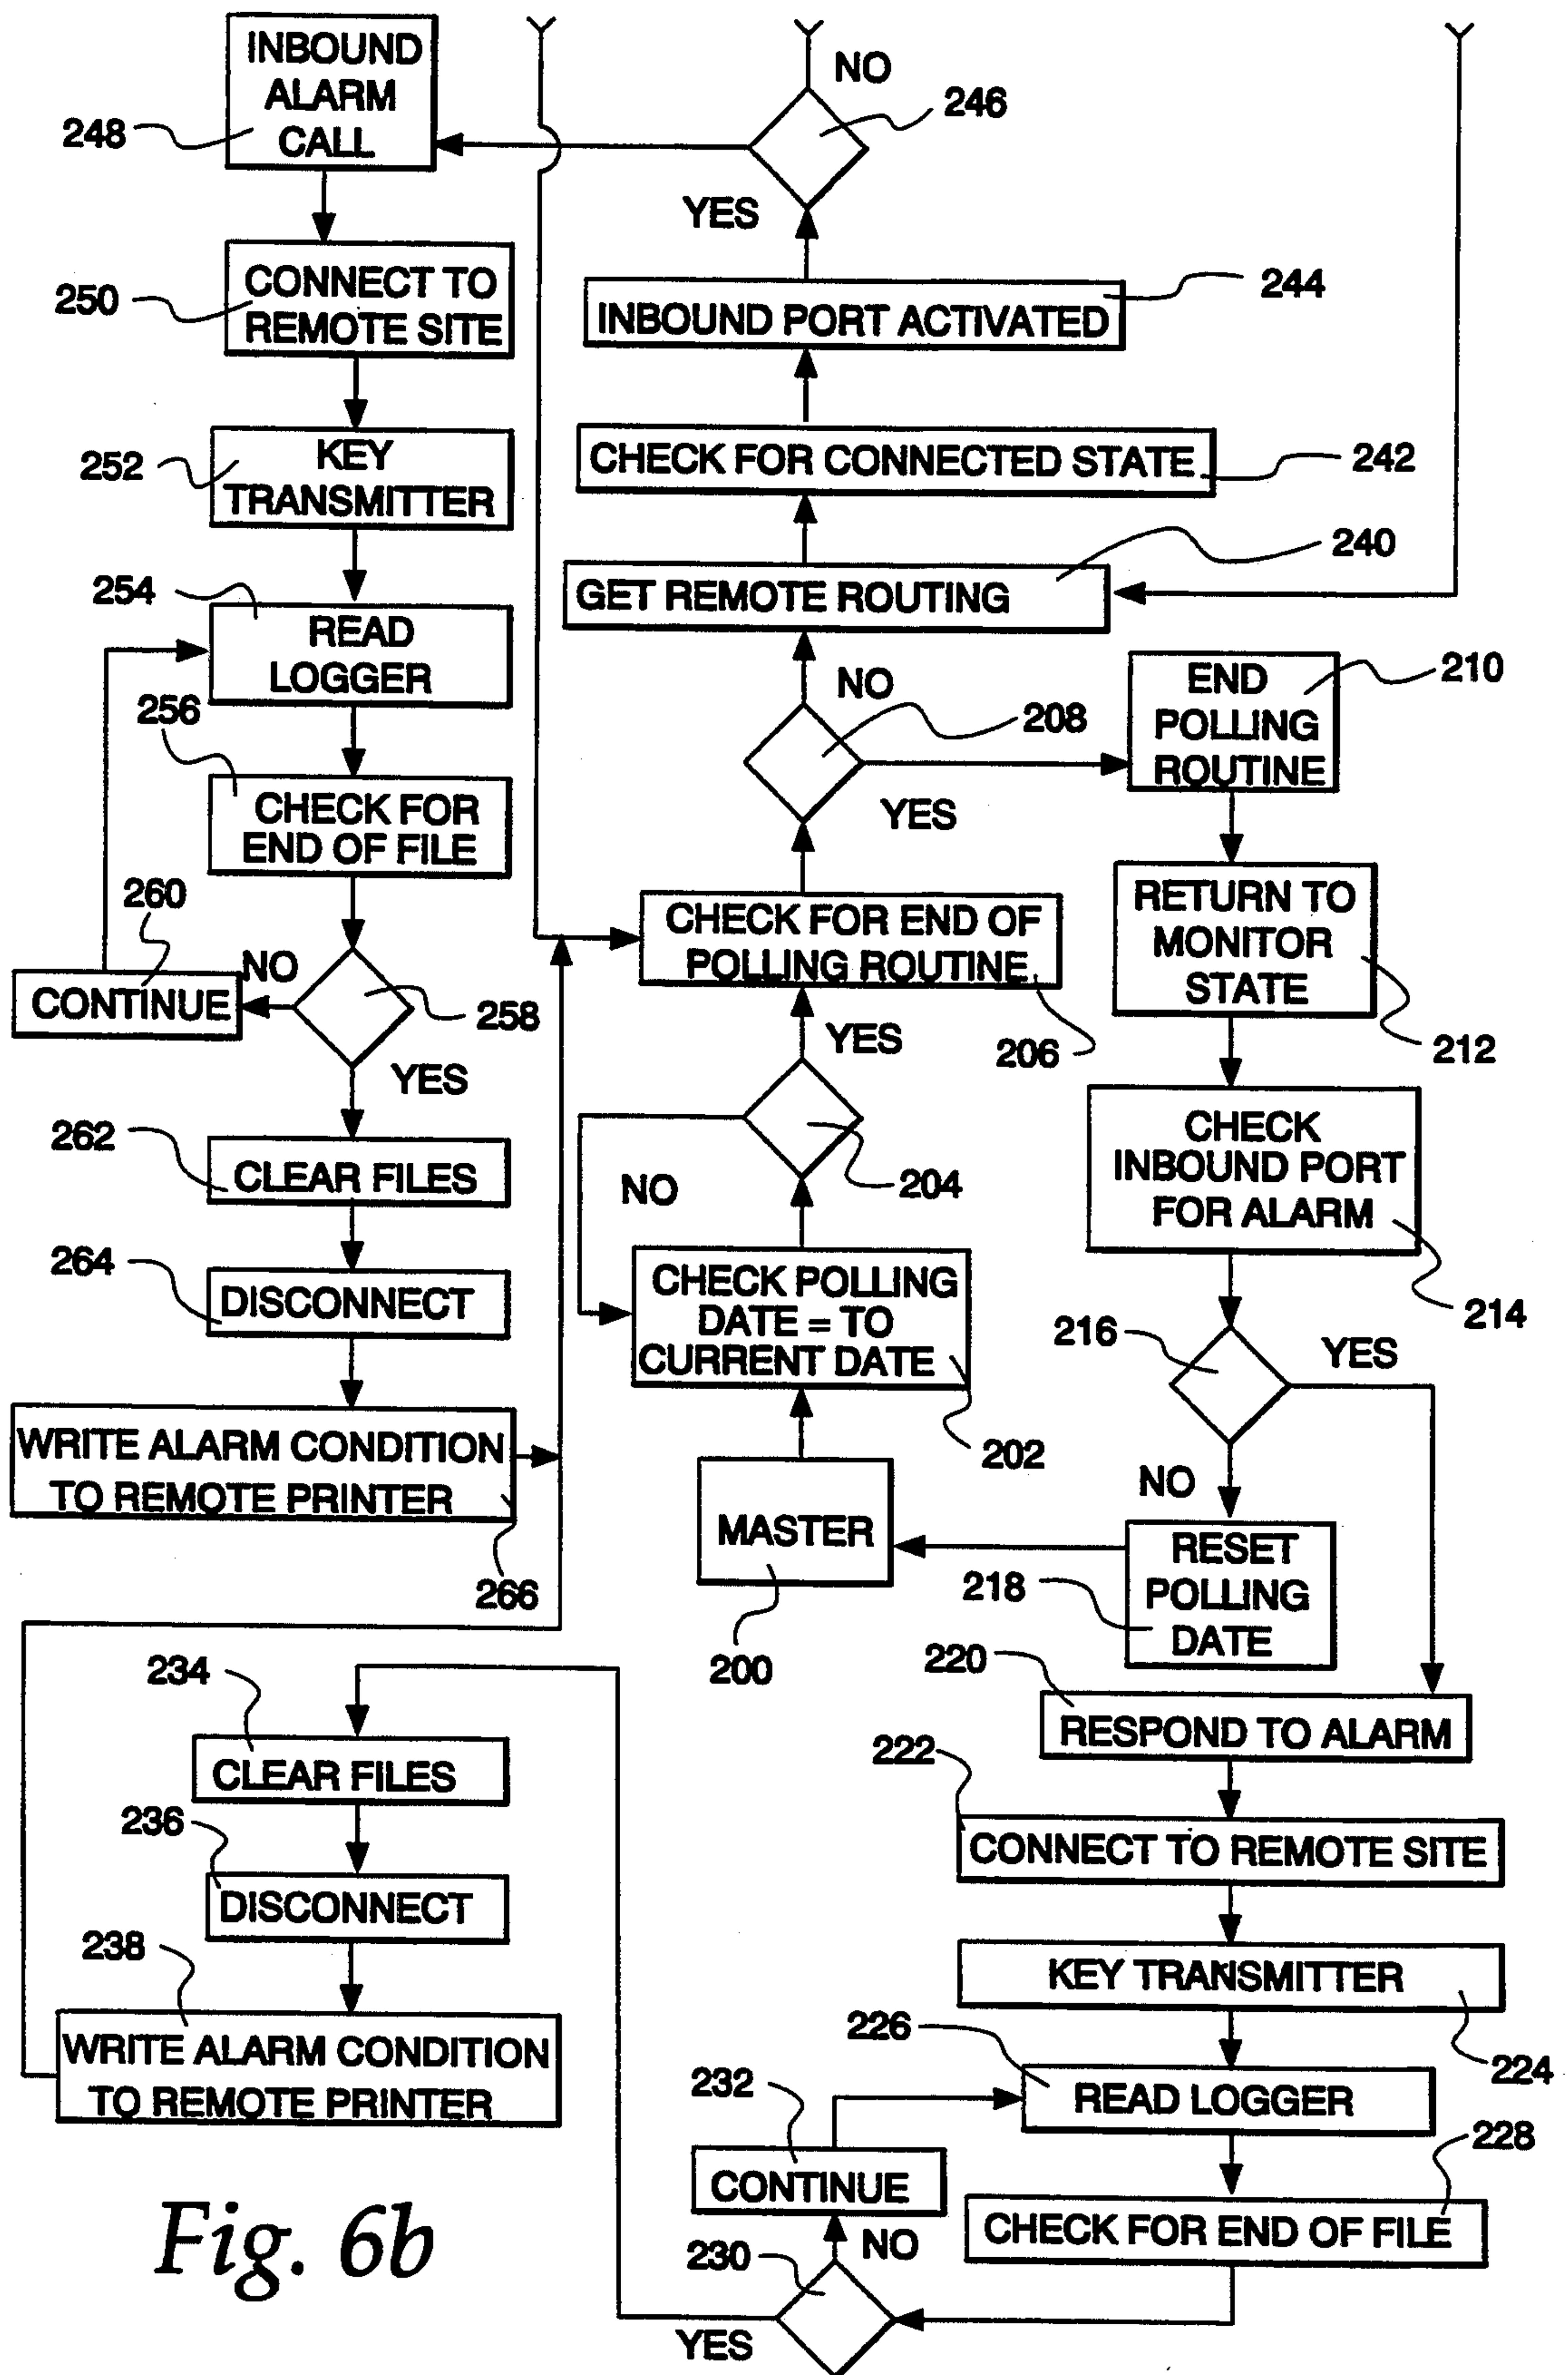 INBOUND
ALARM
CALL
248
NO
246
YES
250
CONNECT TO
REMOTE SITE
INBOUND PORT ACTIVATED
244
252
KEY
TRANSMITTER
CHECK FOR CONNECTED STATE
242
240
254
READ
LOGGER
GET REMOTE ROUTING
256
CHECK FOR
END OF FILE
NO
208
YES
END
POLLING
ROUTINE
210
260
CONTINUE
NO
258
YES
CHECK FOR END OF
POLLING ROUTINE
206
RETURN TO
MONITOR
STATE
212
YES
204
NO
262
CLEAR FILES
CHECK
INBOUND PORT
FOR ALARM
214
264
DISCONNECT
CHECK POLLING
DATE = TO
CURRENT DATE
202
216
YES
NO
WRITE ALARM CONDITION
TO REMOTE PRINTER
266
MASTER
200
RESET
POLLING
DATE
218
234
CLEAR FILES
220
RESPOND TO ALARM
222
CONNECT TO REMOTE SITE
236
DISCONNECT
KEY TRANSMITTER
224
238
WRITE ALARM CONDITION
TO REMOTE PRINTER
226
READ LOGGER
232
CONTINUE
228
CHECK FOR END OF FILE
230
NO
YES
Fig. 6b